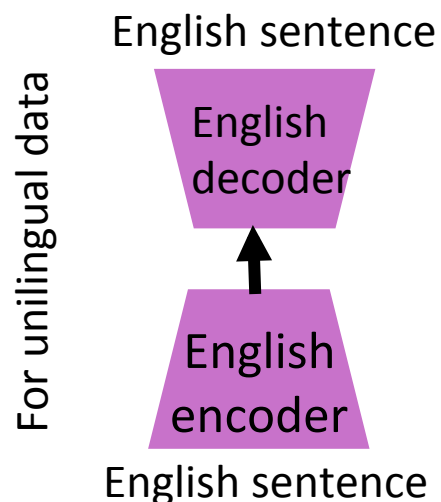 English sentence
English
decoder
For unilingual data
English
encoder
English sentence